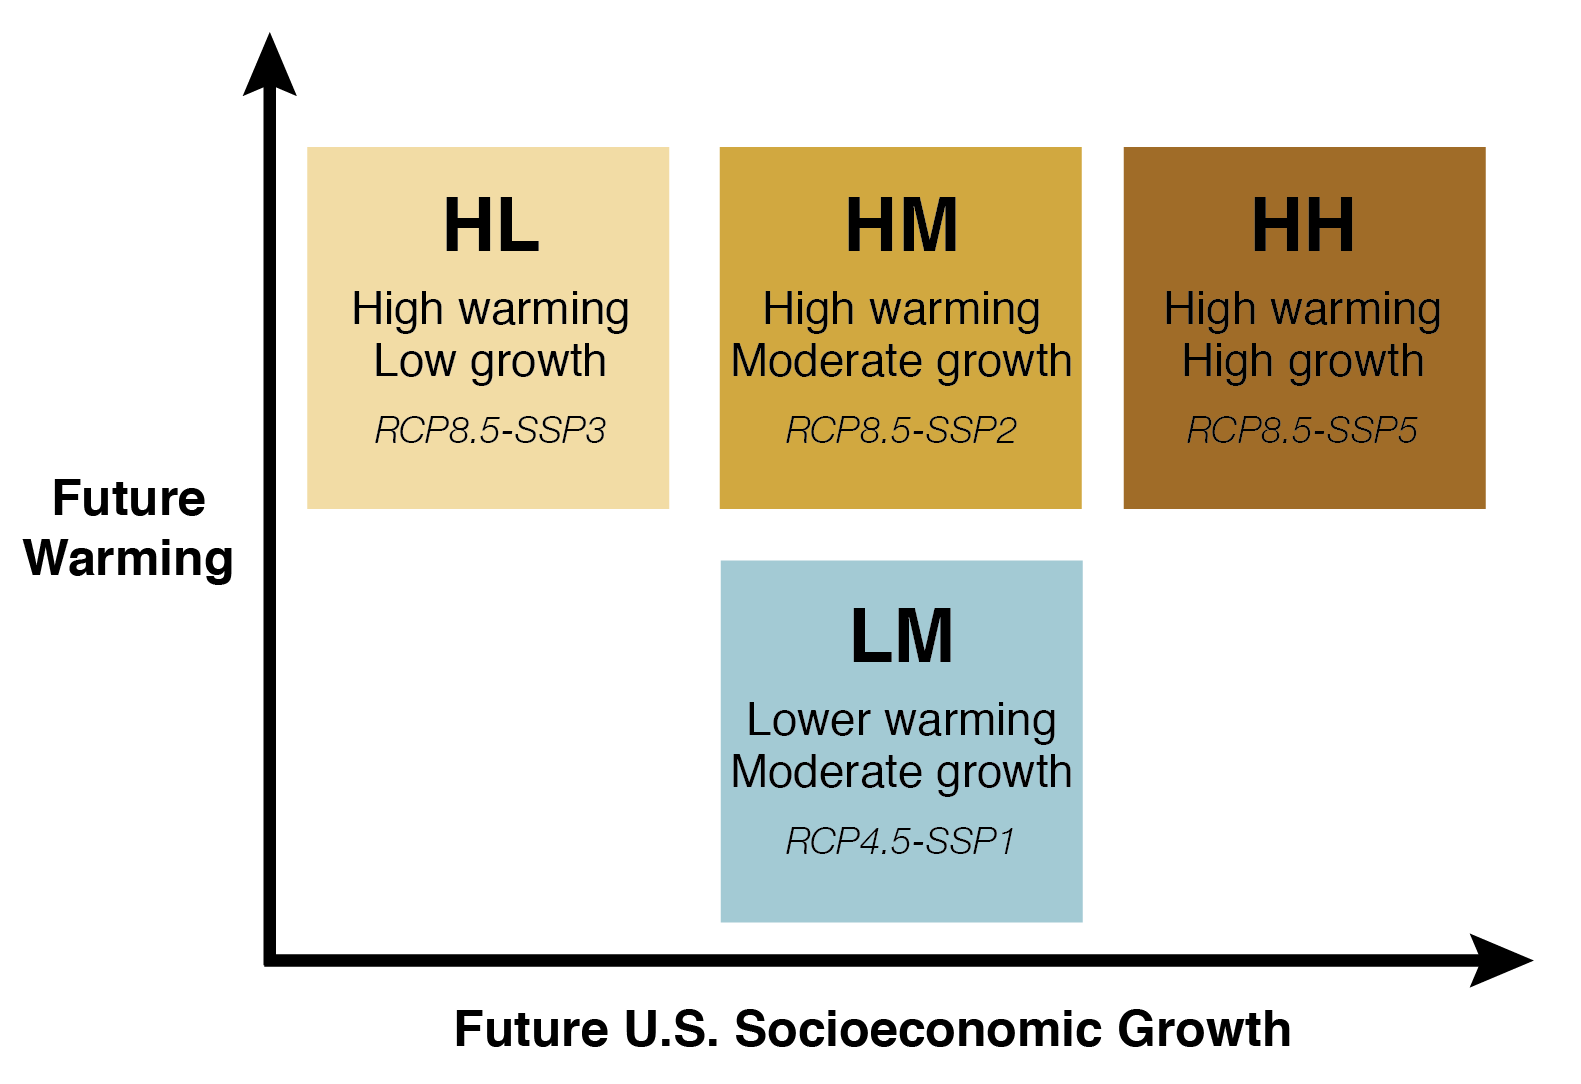 HL
High warming
Low growth
RCP8.5-SSP3
HM
High warming
Moderate growth
RCP8.5-SSP2
HH
High warming
High growth
RCP8.5-SSP5
Future
Warming
LM
Lower warming
Moderate growth
RCP4.5-SSP1
Future U.S. Socioeconomic Growth